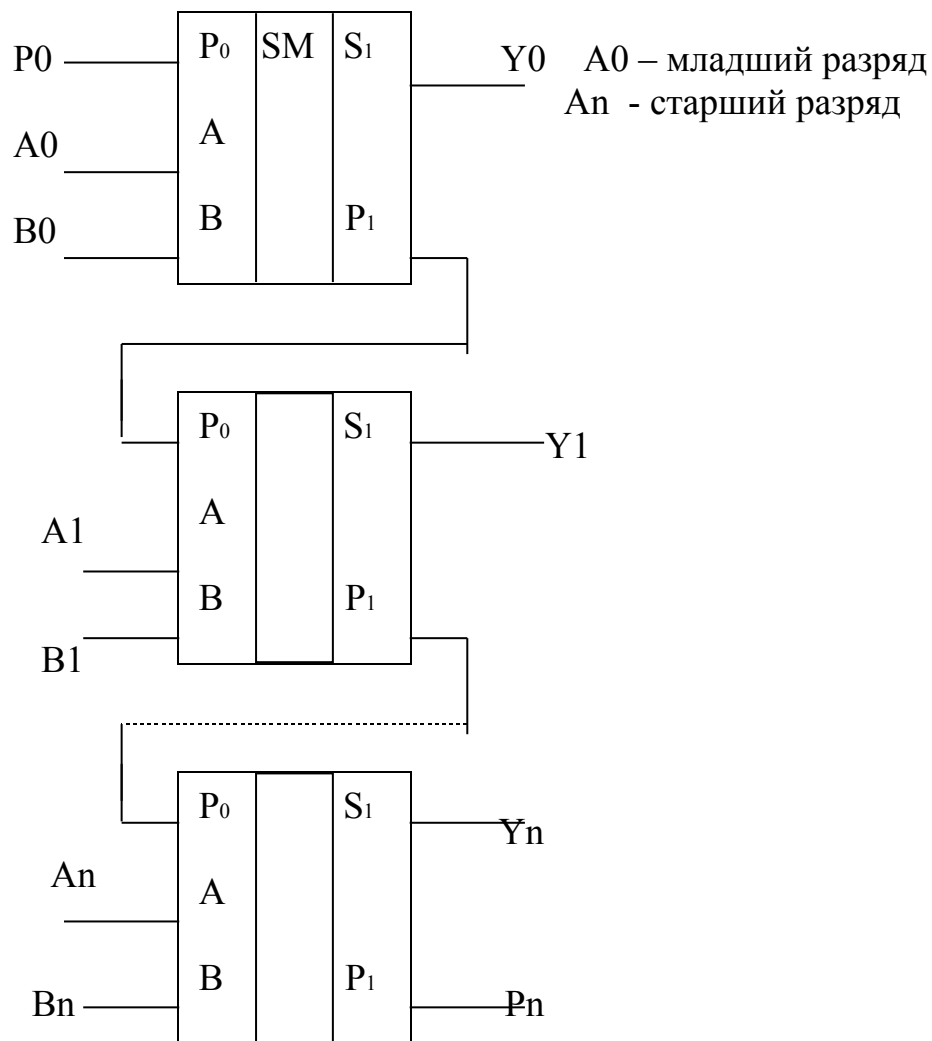 P0 P0 SM S1 Y0 A0 – младший разряд
An - старший разряд
A0 A
B0 B P1
P0 S1 Y1
A
A1
B P1
B1
P0 S1 Yn
An A
Bn B P1 Pn